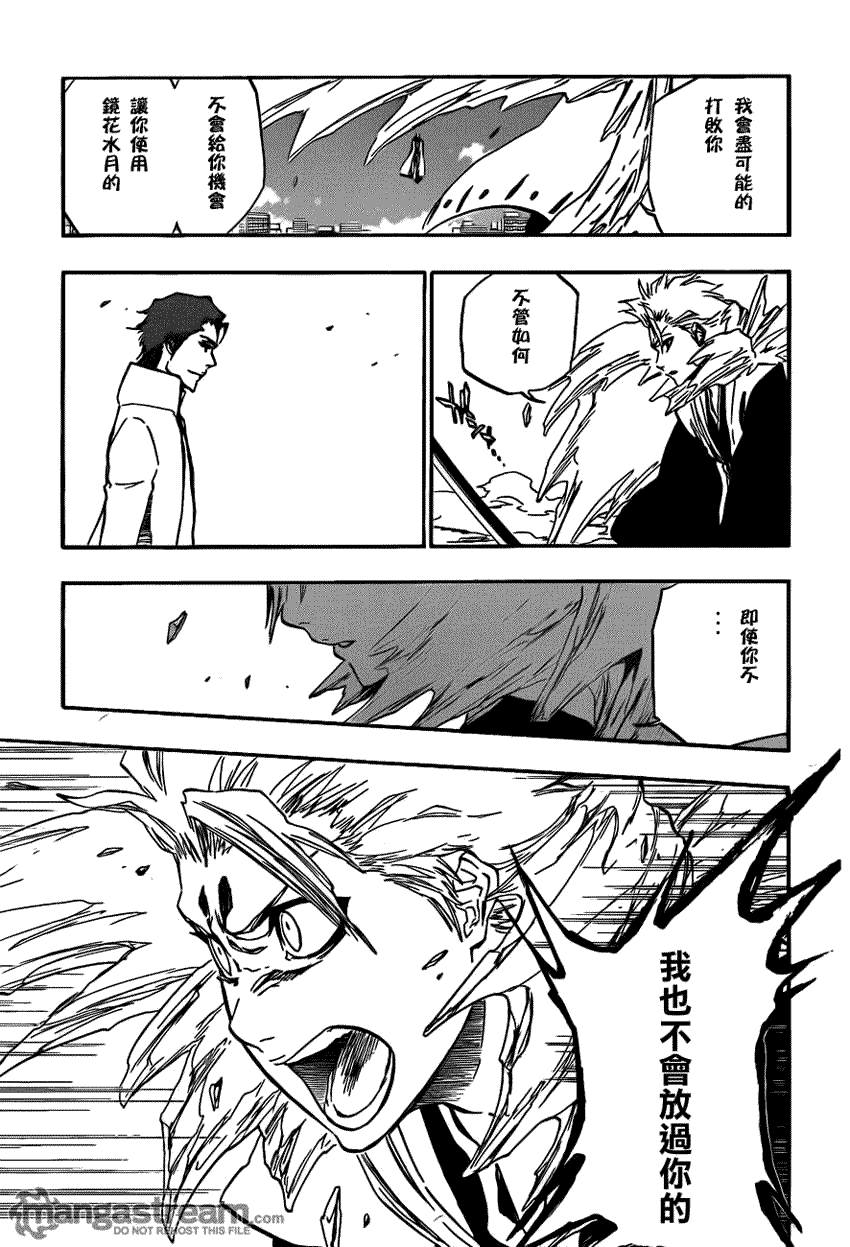 我會盡可能的
打敗你
不會給你機會
讓你使用
鏡花水月的
不管如何
即使你不
...
我也不會放過你的
mangastream.com
DO NOT REHOST THIS FILE